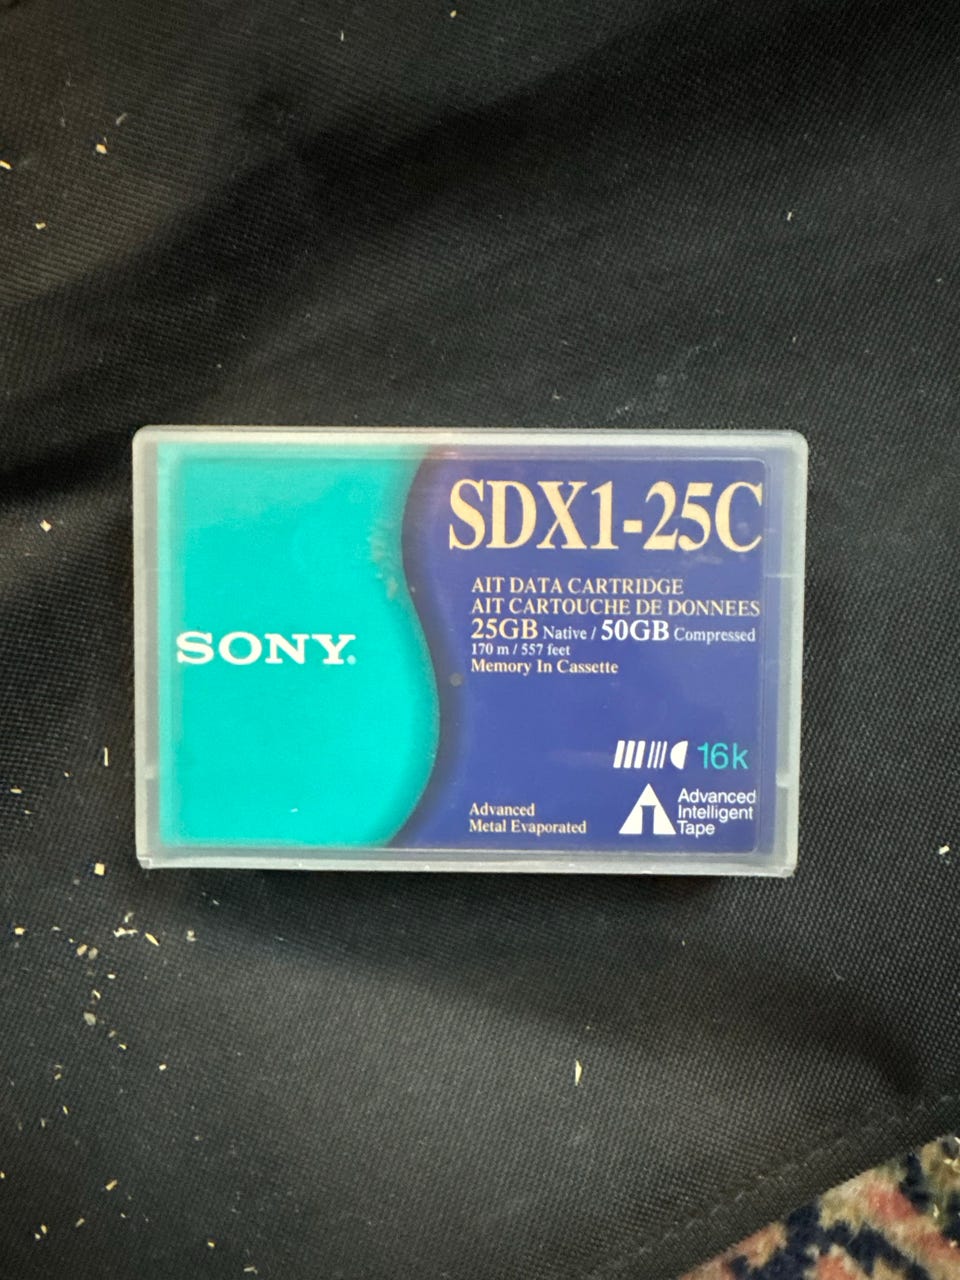 SONY.
SDX1-25C
AIT DATA CARTRIDGE
AIT CARTOUCHE DE DONNEES
25GB Native / 50GB Compressed
170 m / 557 feet
Memory In Cassette
16k
Advanced
Metal Evaporated
Advanced
Intelligent
Tape